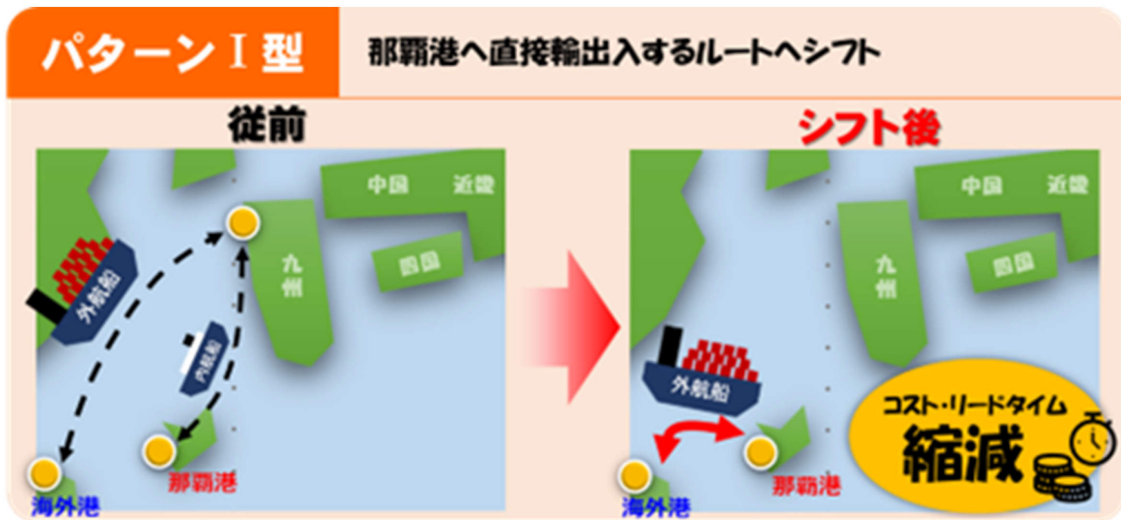 パターンⅠ型
那覇港へ直接輸出入するルートへシフト
従前
中国 近畿
四国
九州
外航船
内航船
那覇港
海外港
シフト後
中国 近畿
四国
九州
外航船
コスト・リードタイム
縮減
那覇港
海外港